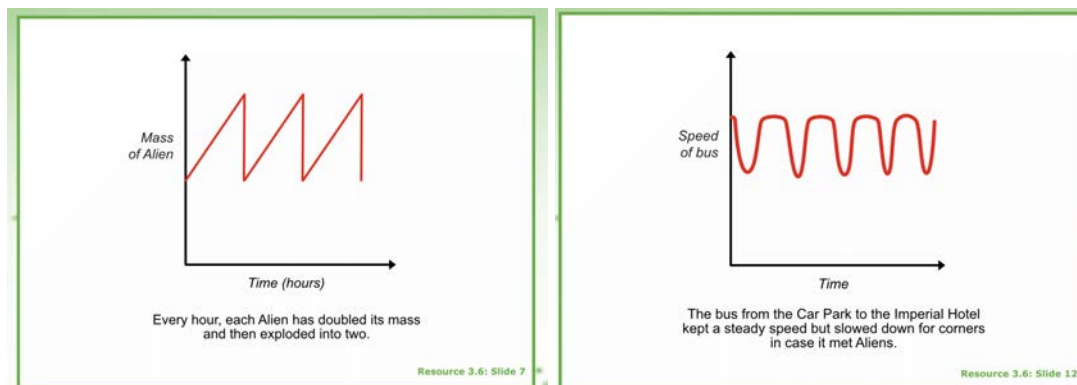 Mass
of Alien
Time (hours)
Every hour, each Alien has doubled its mass
and then exploded into two.
Resource 3.6: Slide 7
Speed
of bus
Time
The bus from the Car Park to the Imperial Hotel
kept a steady speed but slowed down for corners
in case it met Aliens.
Resource 3.6: Slide 12